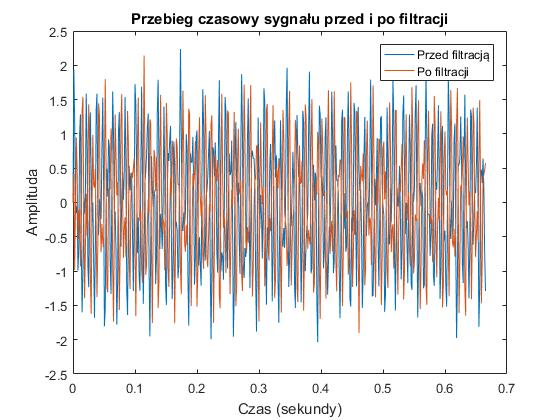 Przebieg czasowy sygnału przed i po filtracji
2.5
2
1.5
1
0.5
0
-0.5
-1
-1.5
-2
-2.5
Amplituda
Przed filtracją
Po filtracji
0 0.1 0.2 0.3 0.4 0.5 0.6 0.7
Czas (sekundy)